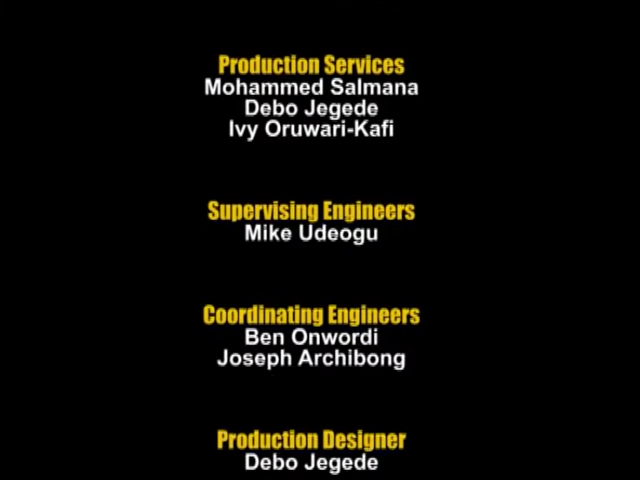 Production Services
Mohammed Salmana
Debo Jegede
Ivy Oruwari-Kafi
Supervising Engineers
Mike Udeogu
Coordinating Engineers
Ben Onwordi
Joseph Archibong
Production Designer
Debo Jegede